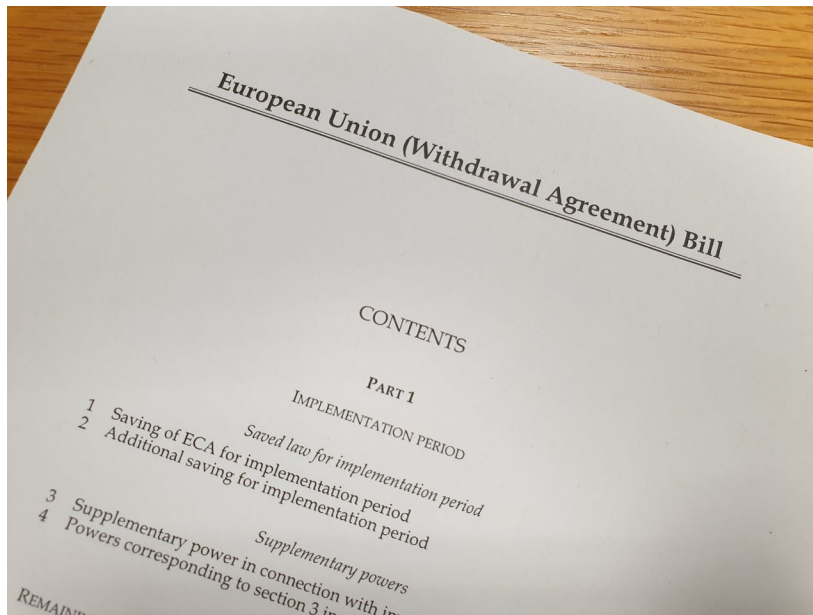 European Union (Withdrawal Agreement) Bill
CONTENTS
PART 1
IMPLEMENTATION PERIOD
Saved law for implementation period
1 Saving of ECA for implementation period
2 Additional saving for implementation period
Supplementary powers
3 Supplementary power in connection with
4 Powers corresponding to section 3